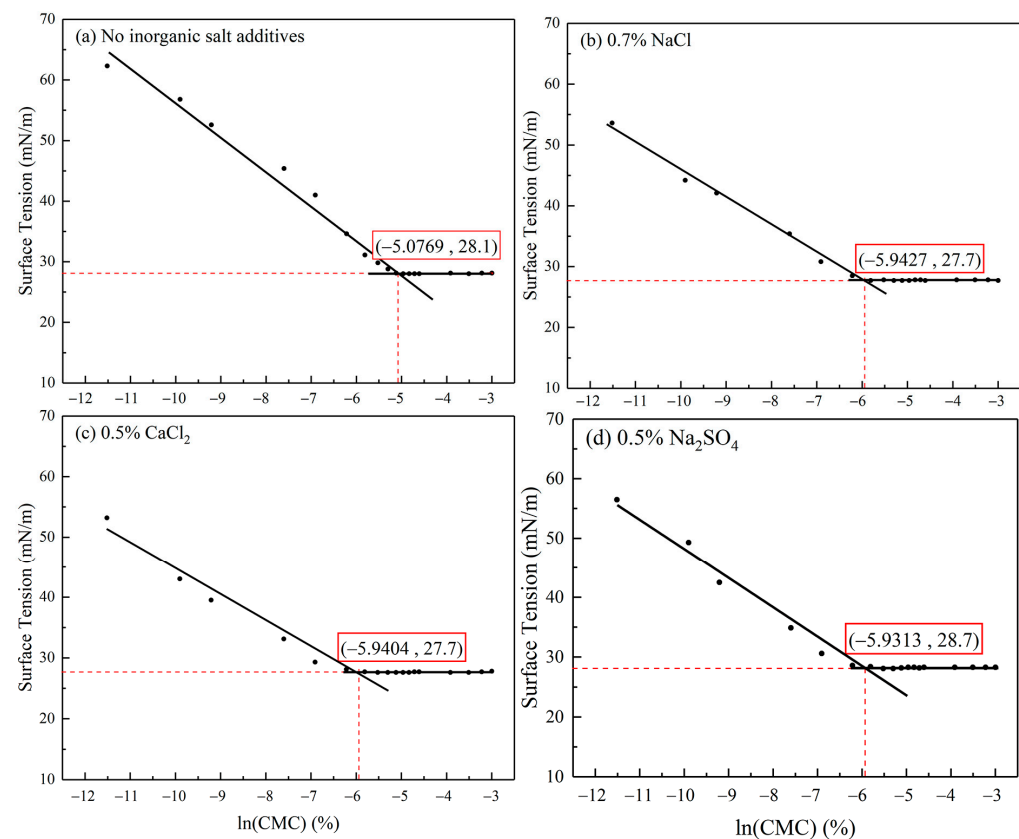 (a) No inorganic salt additives
Surface Tension (mN/m)
70
60
50
40
30
20
10
(−5.0769 , 28.1)
−12 −11 −10 −9 −8 −7 −6 −5 −4 −3
(b) 0.7% NaCl
Surface Tension (mN/m)
70
60
50
40
30
20
10
(−5.9427 , 27.7)
−12 −11 −10 −9 −8 −7 −6 −5 −4 −3
(c) 0.5% CaCl₂
Surface Tension (mN/m)
70
60
50
40
30
20
10
(−5.9404 , 27.7)
−12 −11 −10 −9 −8 −7 −6 −5 −4 −3
ln(CMC) (%)
(d) 0.5% Na₂SO₄
Surface Tension (mN/m)
70
60
50
40
30
20
10
(−5.9313 , 28.7)
−12 −11 −10 −9 −8 −7 −6 −5 −4 −3
ln(CMC) (%)